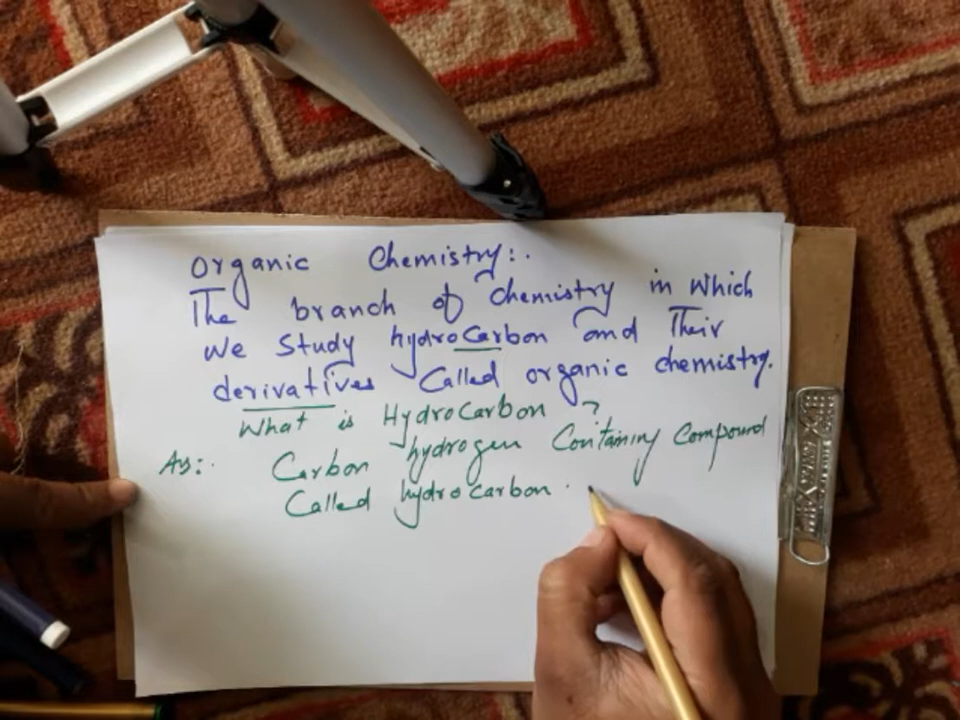 Organic Chemistry:.
The branch of chemistry in which
we study hydrocarbon and Their
derivatives Called organic chemistry.
What is HydroCarbon ?
As:. Carbon hydrogen Containing Compound
Called hydrocarbon .